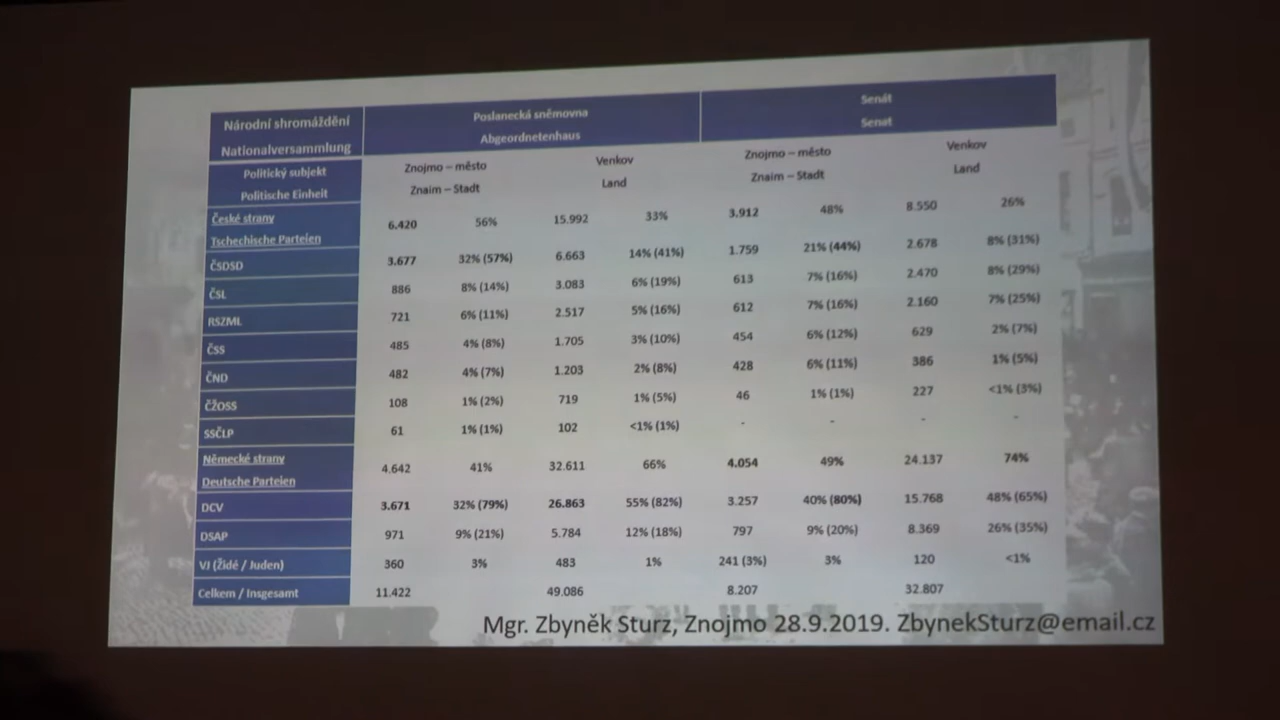 Národní shromáždění
Nationalversammlung
Poslanecká sněmovna
Abgeordnetenhaus
Senát
Senat
Politický subjekt
Politische Einheit
Znojmo – město
Znaim – Stadt
Venkov
Land
Znojmo – město
Znaim – Stadt
Venkov
Land
České strany
Tschechische Parteien
6.420 56% 15.992 33% 3.912 48% 8.550 26%
ČSDSD 3.677 32% (57%) 6.663 14% (41%) 1.759 21% (44%) 2.678 8% (31%)
ČSL 886 8% (14%) 3.083 6% (19%) 613 7% (16%) 2.470 8% (29%)
RSZML 721 6% (11%) 2.517 5% (16%) 612 7% (16%) 2.160 7% (25%)
ČSS 485 4% (8%) 1.705 3% (10%) 454 6% (12%) 629 2% (7%)
ČND 482 4% (7%) 1.203 2% (8%) 428 6% (11%) 386 1% (5%)
ČŽOSS 108 1% (2%) 719 1% (5%) 46 1% (1%) 227 <1% (3%)
SSČLP 61 1% (1%) 102 <1% (1%) - - - -
Německé strany
Deutsche Parteien
4.642 41% 32.611 66% 4.054 49% 24.137 74%
DCV 3.671 32% (79%) 26.863 55% (82%) 3.257 40% (80%) 15.768 48% (65%)
DSAP 971 9% (21%) 5.784 12% (18%) 797 9% (20%) 8.369 26% (35%)
VJ (Židé / Juden) 360 3% 483 1% 241 (3%) 3% 120 <1%
Celkem / Insgesamt 11.422 49.086 8.207 32.807
Mgr. Zbyněk Sturz, Znojmo 28.9.2019. ZbynekSturz@email.cz